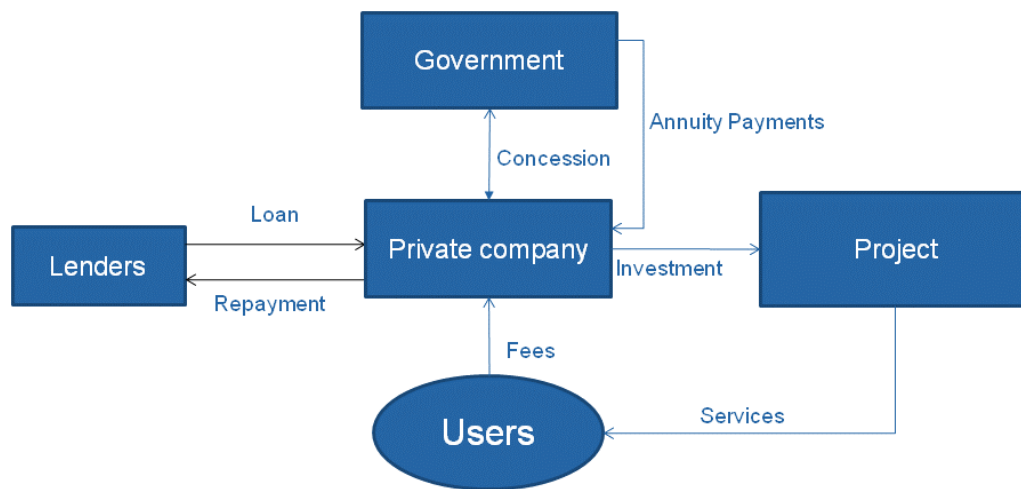 Government
Annuity Payments
Concession
Loan
Lenders
Private company
Project
Investment
Repayment
Fees
Users
Services